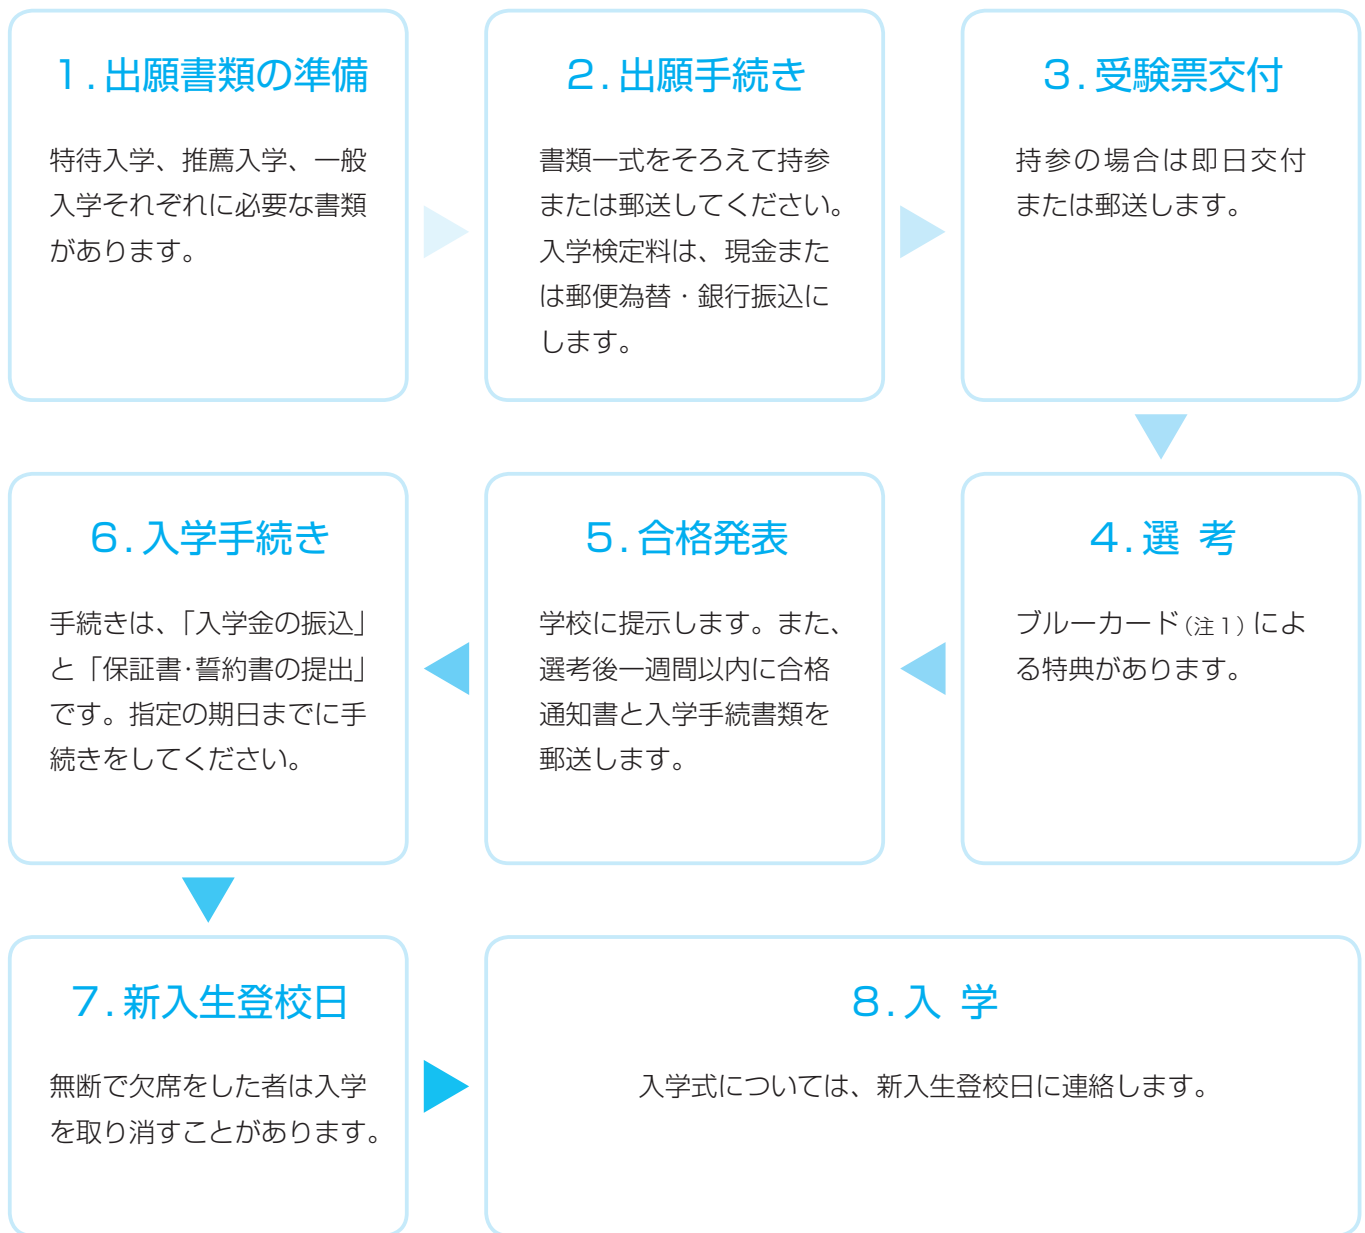 1.出願書類の準備
特待入学、推薦入学、一般
入学それぞれに必要な書類
があります。
2.出願手続き
書類一式をそろえて持参
または郵送してください。
入学検定料は、現金また
は郵便為替・銀行振込に
します。
3.受験票交付
持参の場合は即日交付
または郵送します。
4.選 考
ブルーカード(注1)によ
る特典があります。
5.合格発表
学校に提示します。また、
選考後一週間以内に合格
通知書と入学手続書類を
郵送します。
6.入学手続き
手続きは、「入学金の振込」
と「保証書・誓約書の提出」
です。指定の期日までに手
続きをしてください。
7.新入生登校日
無断で欠席をした者は入学
を取り消すことがあります。
8.入 学
入学式については、新入生登校日に連絡します。